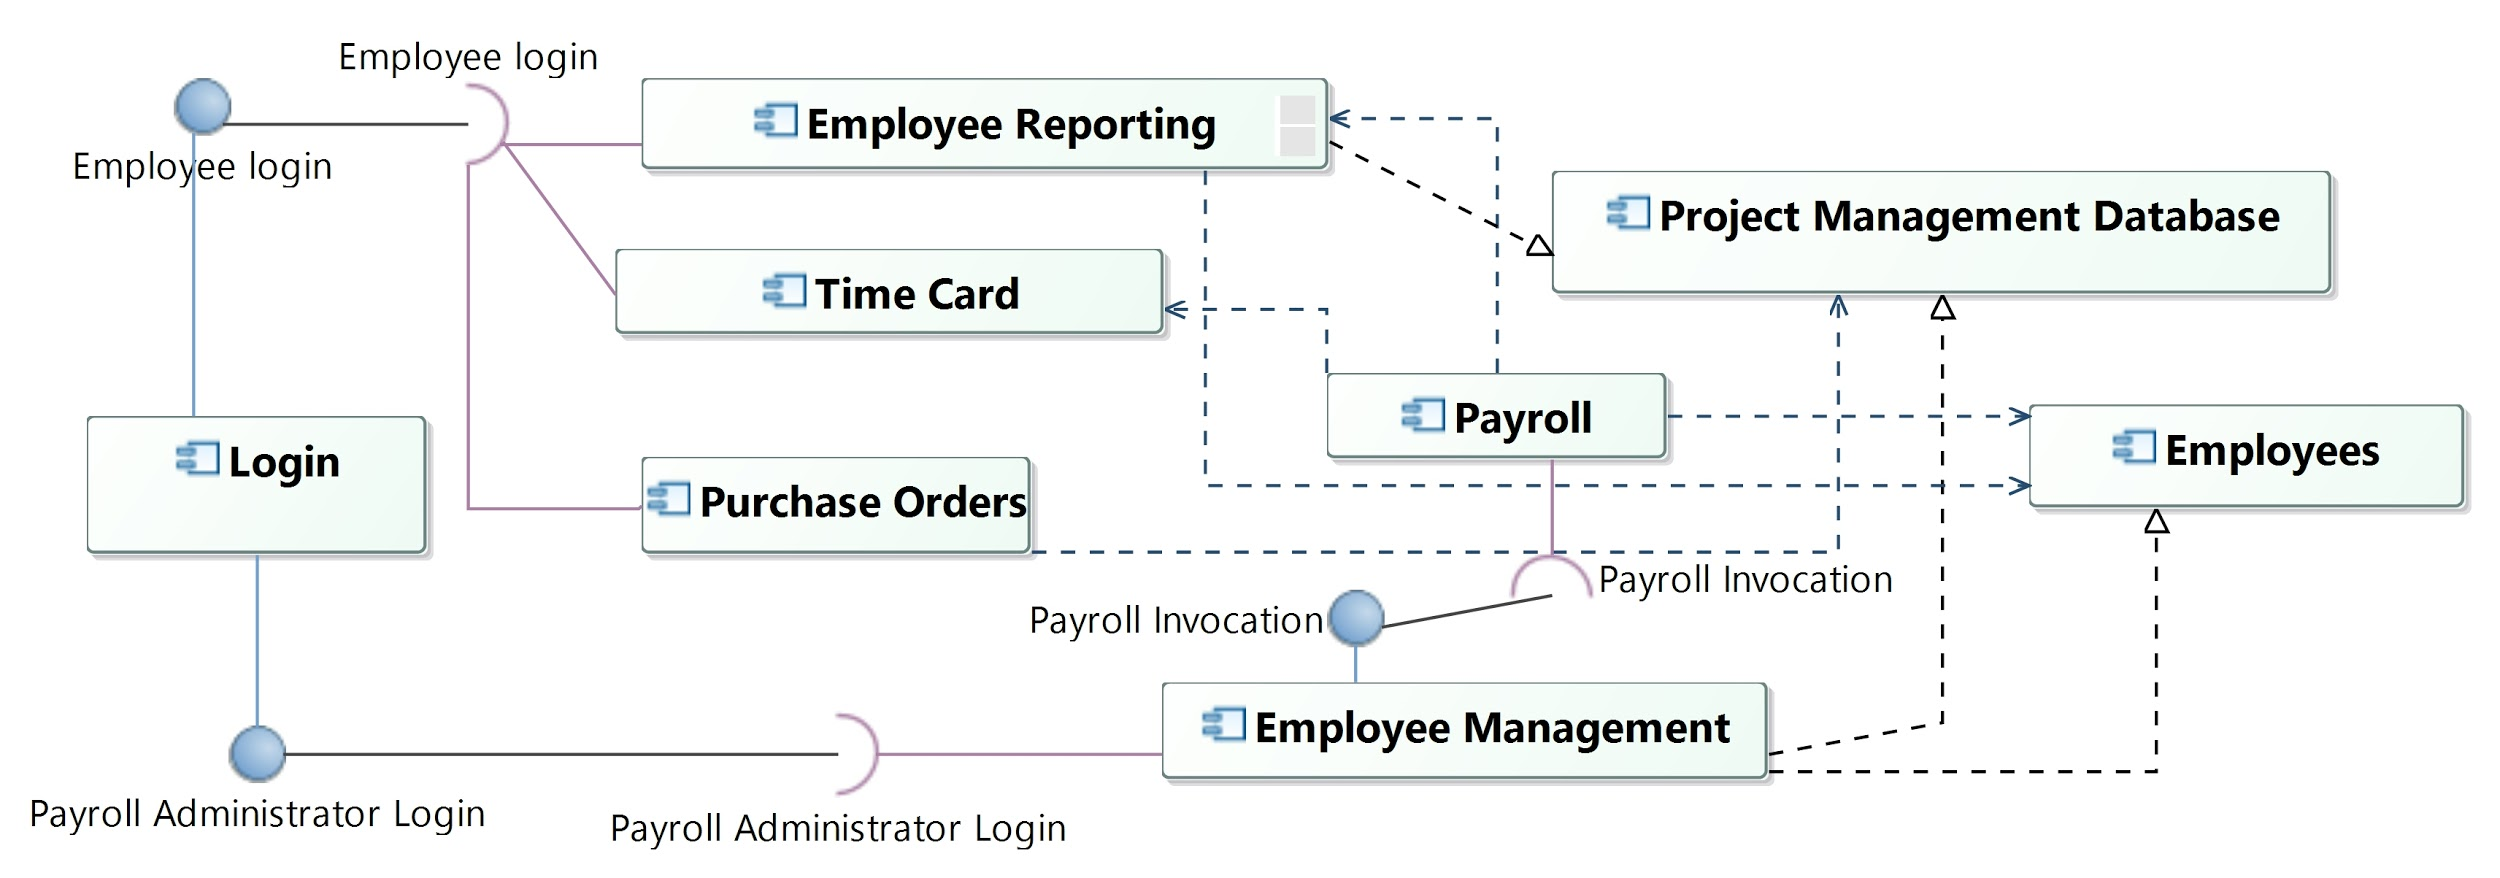 Employee login
Employee login
Employee Reporting
Project Management Database
Time Card
Payroll
Employees
Login
Purchase Orders
Payroll Invocation
Payroll Invocation
Employee Management
Payroll Administrator Login
Payroll Administrator Login